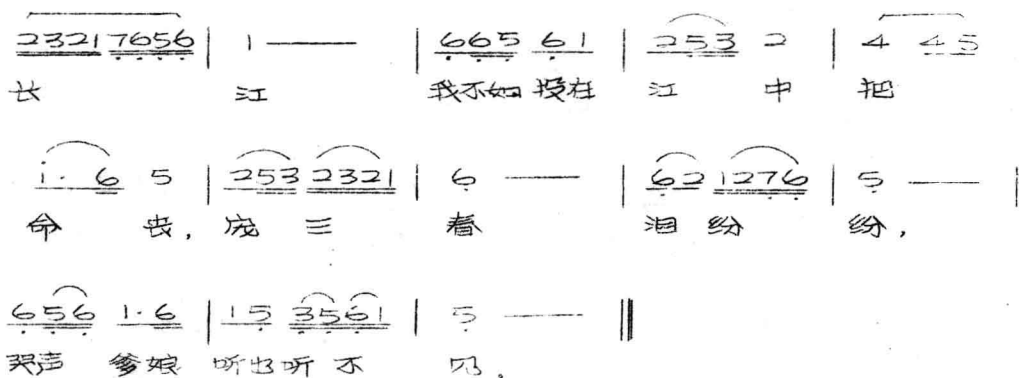 2321 7656 | 1 —— | 665 61 | 253 2 | 4 45
长 江 我不如投在 江 中 把
i· 6 5 | 253 2321 | 6 —— | 62 1276 | 5 —— |
命 丧, 庞 三 春 泪 纷 纷,
656 1·6 | 15 3561 | 5 —— ‖
哭声 爹娘 听也听 不 见。